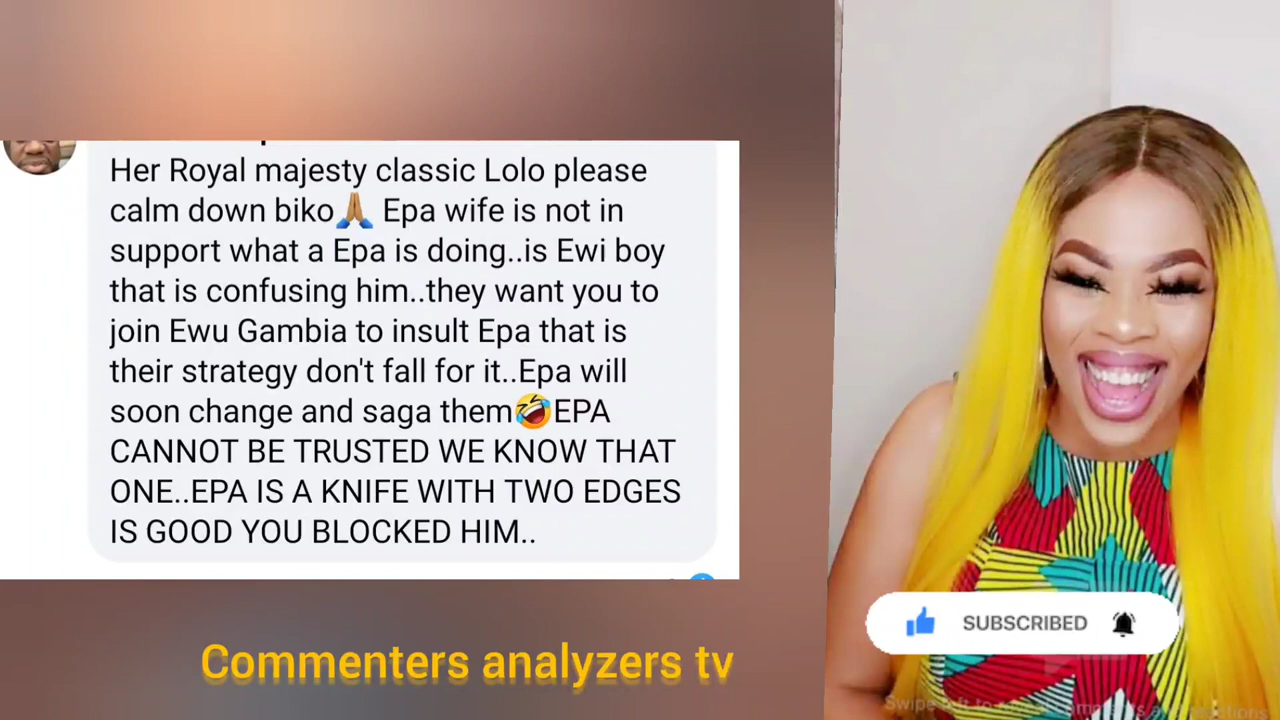 Her Royal majesty classic Lolo please
calm down biko🙏🏽 Epa wife is not in
support what a Epa is doing..is Ewi boy
that is confusing him..they want you to
join Ewu Gambia to insult Epa that is
their strategy don't fall for it..Epa will
soon change and saga them🤣EPA
CANNOT BE TRUSTED WE KNOW THAT
ONE..EPA IS A KNIFE WITH TWO EDGES
IS GOOD YOU BLOCKED HIM..
Commenters analyzers tv
SUBSCRIBED
Swipe left to